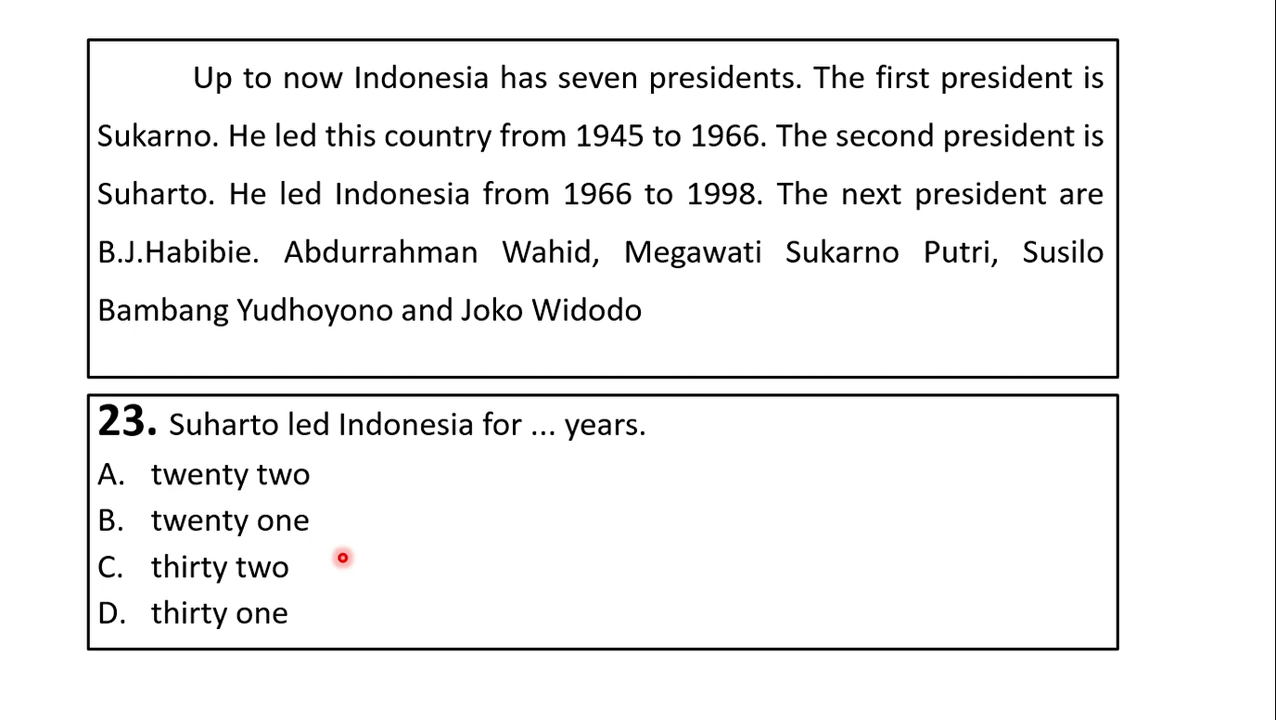 Up to now Indonesia has seven presidents. The first president is
Sukarno. He led this country from 1945 to 1966. The second president is
Suharto. He led Indonesia from 1966 to 1998. The next president are
B.J.Habibie. Abdurrahman Wahid, Megawati Sukarno Putri, Susilo
Bambang Yudhoyono and Joko Widodo
23. Suharto led Indonesia for ... years.
A. twenty two
B. twenty one
C. thirty two
D. thirty one